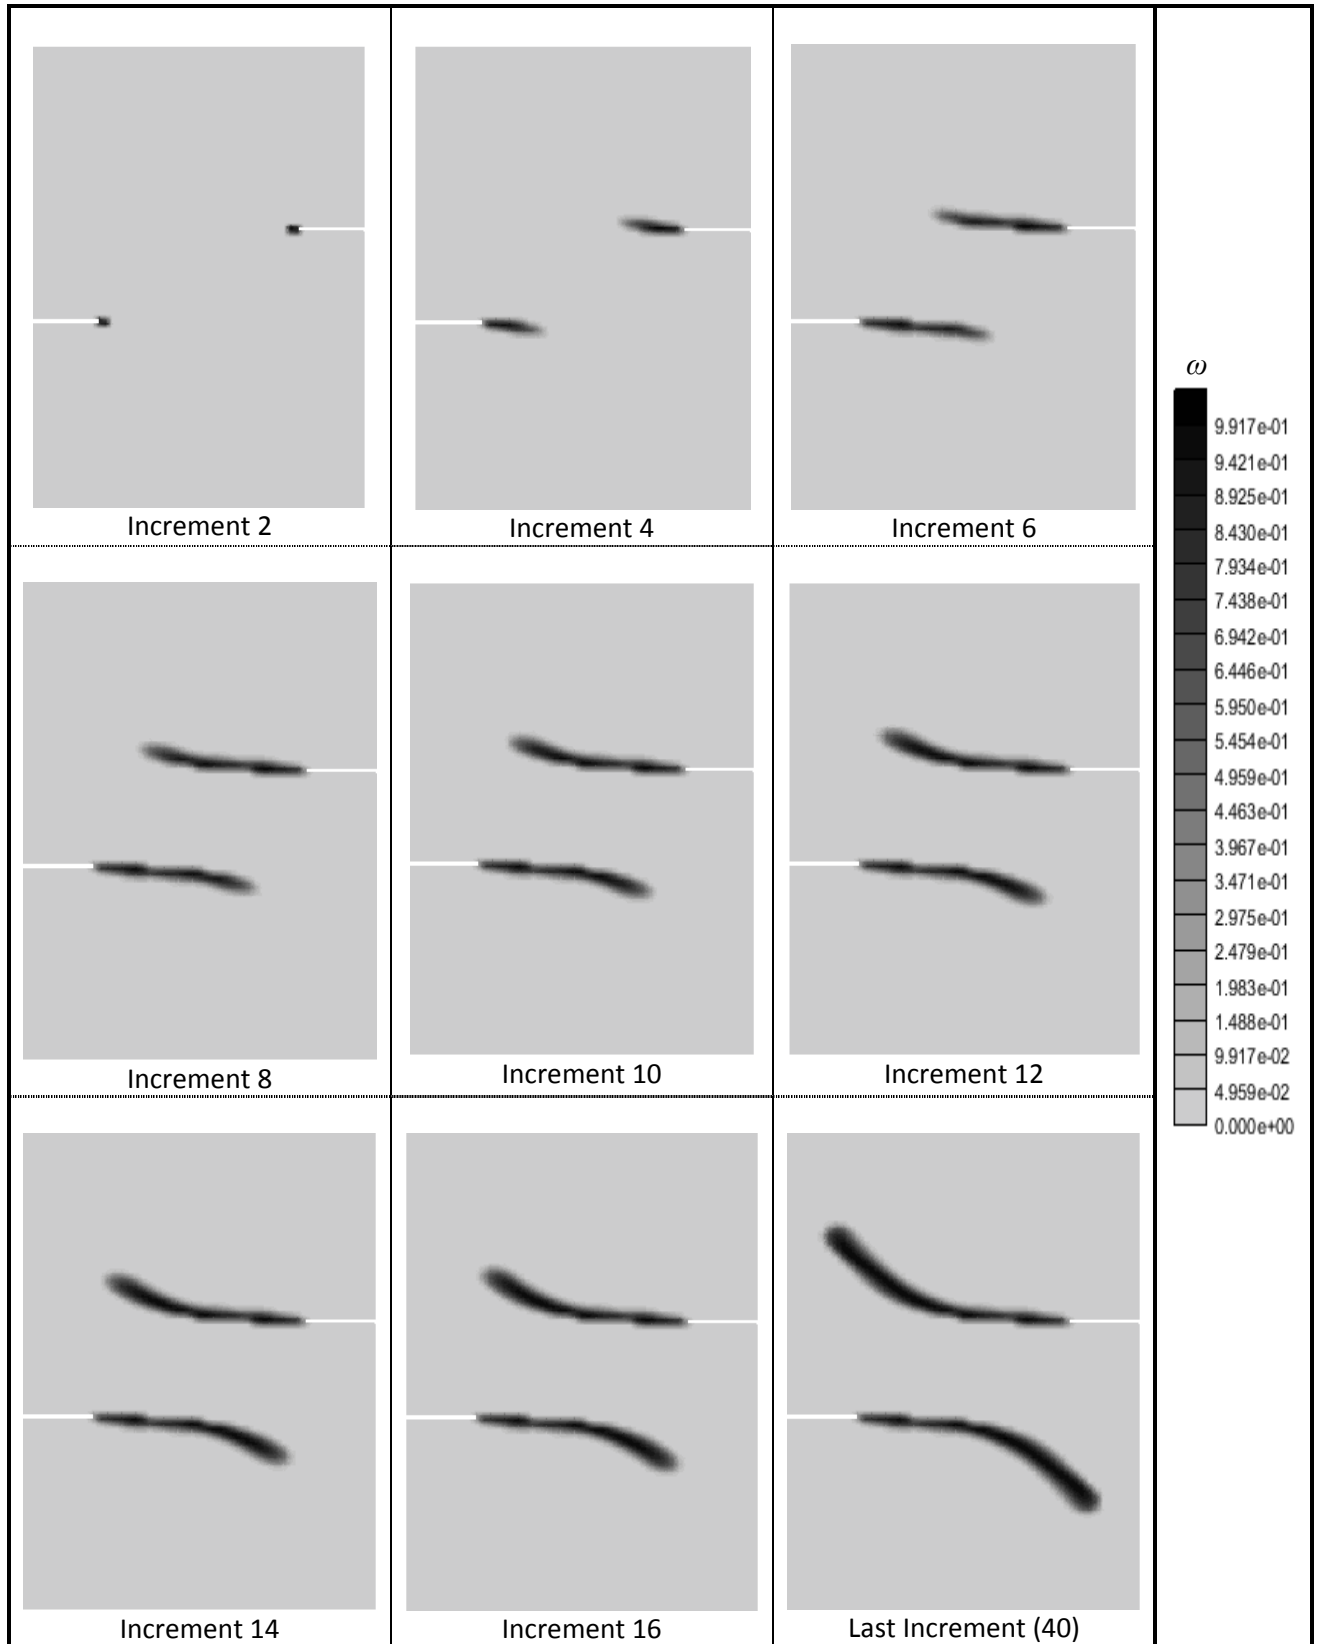 Increment 2
Increment 4
Increment 6
Increment 8
Increment 10
Increment 12
Increment 14
Increment 16
Last Increment (40)
ω
9.917e-01
9.421e-01
8.925e-01
8.430e-01
7.934e-01
7.438e-01
6.942e-01
6.446e-01
5.950e-01
5.454e-01
4.959e-01
4.463e-01
3.967e-01
3.471e-01
2.975e-01
2.479e-01
1.983e-01
1.488e-01
9.917e-02
4.959e-02
0.000e+00